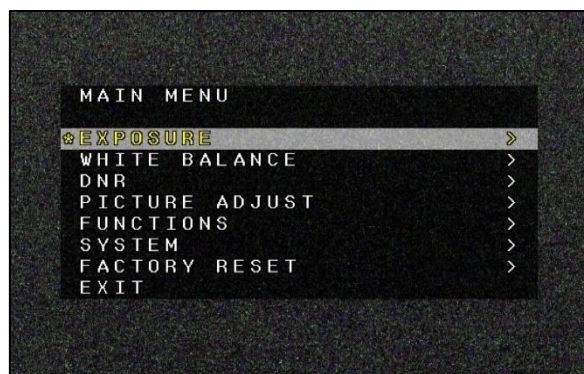 MAIN MENU
*EXPOSURE >
WHITE BALANCE >
DNR >
PICTURE ADJUST >
FUNCTIONS >
SYSTEM >
FACTORY RESET >
EXIT